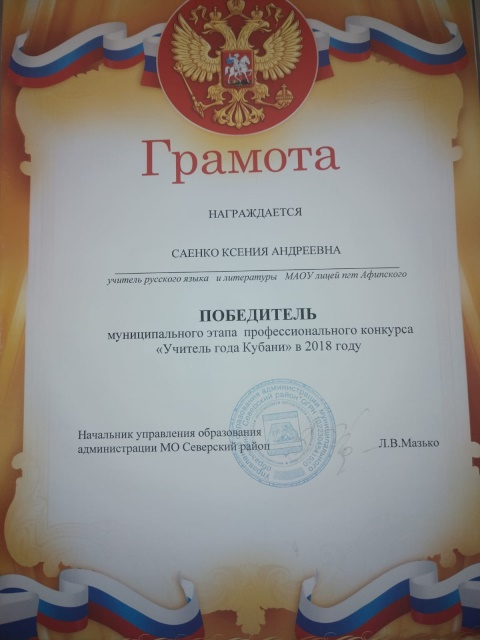 Грамота
НАГРАЖДАЕТСЯ
САЕНКО КСЕНИЯ АНДРЕЕВНА
учитель русского языка и литературы МАОУ лицей пгт Афипского
ПОБЕДИТЕЛЬ
муниципального этапа профессионального конкурса
«Учитель года Кубани» в 2018 году
Начальник управления образования
администрации МО Северский район
Л.В.Мазько